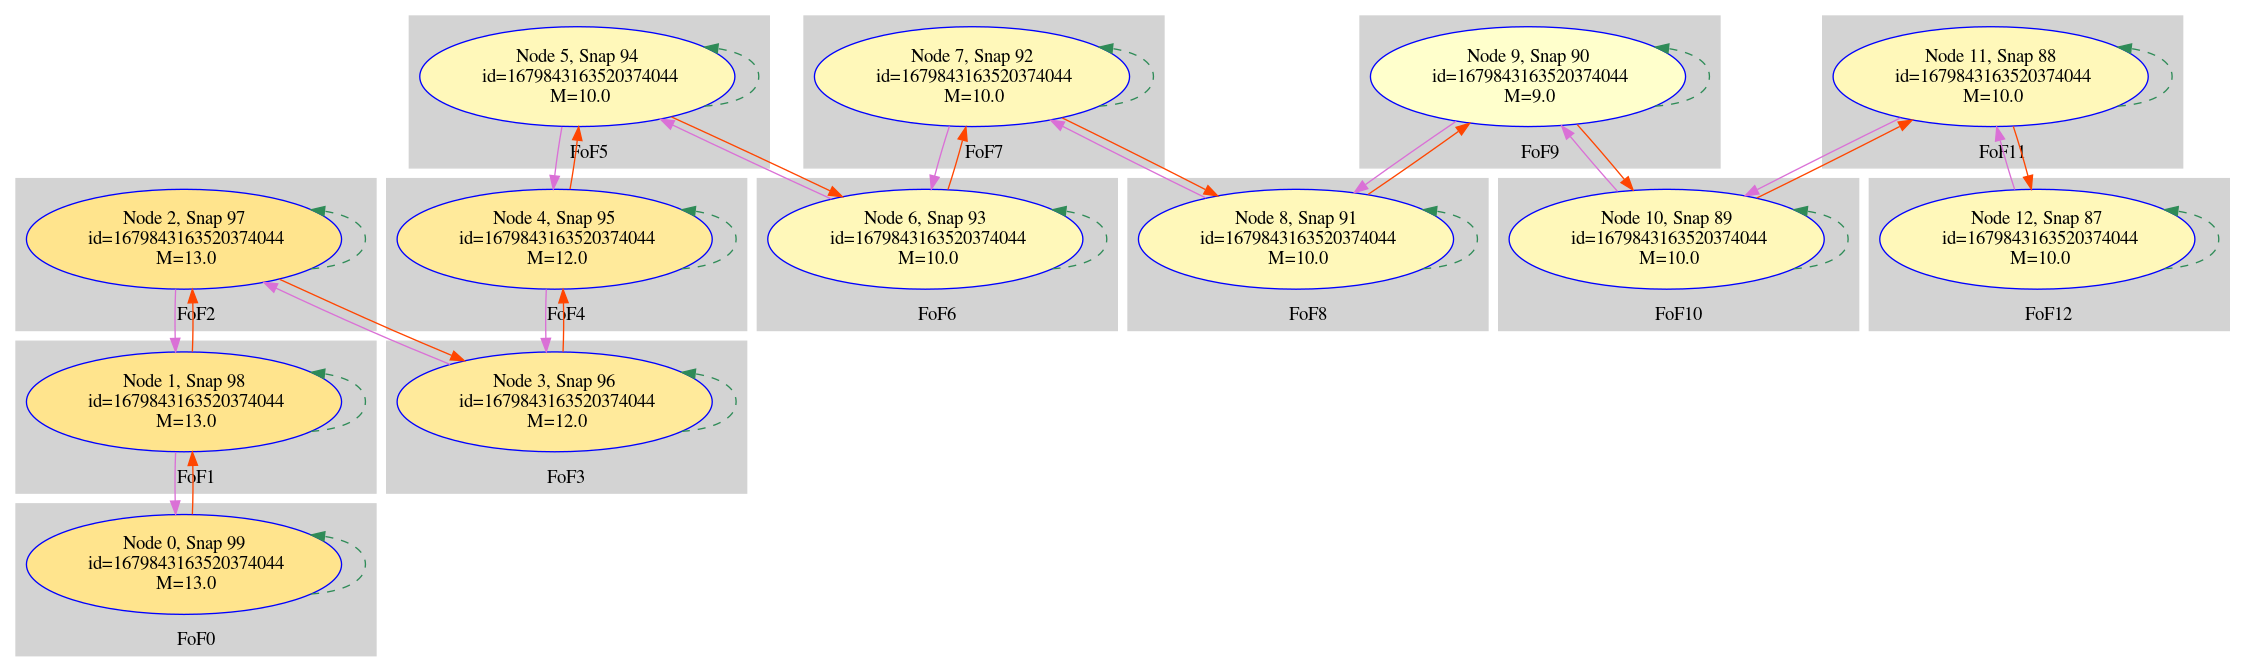 Node 5, Snap 94
id=1679843163520374044
M=10.0
FoF5
Node 7, Snap 92
id=1679843163520374044
M=10.0
FoF7
Node 9, Snap 90
id=1679843163520374044
M=9.0
FoF9
Node 11, Snap 88
id=1679843163520374044
M=10.0
FoF11
Node 2, Snap 97
id=1679843163520374044
M=13.0
FoF2
Node 4, Snap 95
id=1679843163520374044
M=12.0
FoF4
Node 6, Snap 93
id=1679843163520374044
M=10.0
FoF6
Node 8, Snap 91
id=1679843163520374044
M=10.0
FoF8
Node 10, Snap 89
id=1679843163520374044
M=10.0
FoF10
Node 12, Snap 87
id=1679843163520374044
M=10.0
FoF12
Node 1, Snap 98
id=1679843163520374044
M=13.0
FoF1
Node 3, Snap 96
id=1679843163520374044
M=12.0
FoF3
Node 0, Snap 99
id=1679843163520374044
M=13.0
FoF0